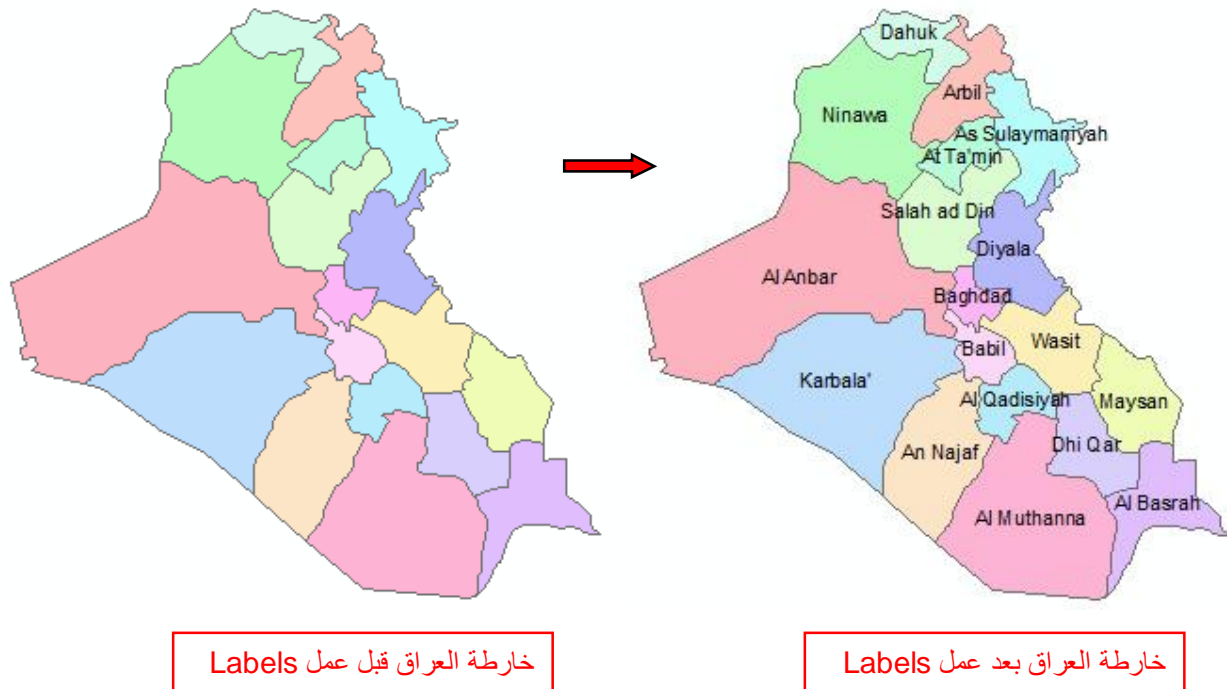 Dahuk
Arbil
Ninawa
As Sulaymaniyah
At Ta'min
Salah ad Din
Diyala
Al Anbar
Baghdad
Wasit
Babil
Karbala'
Al Qadisiyah
Maysan
Dhi Qar
An Najaf
Al Basrah
Al Muthanna
خارطة العراق قبل عمل Labels
خارطة العراق بعد عمل Labels